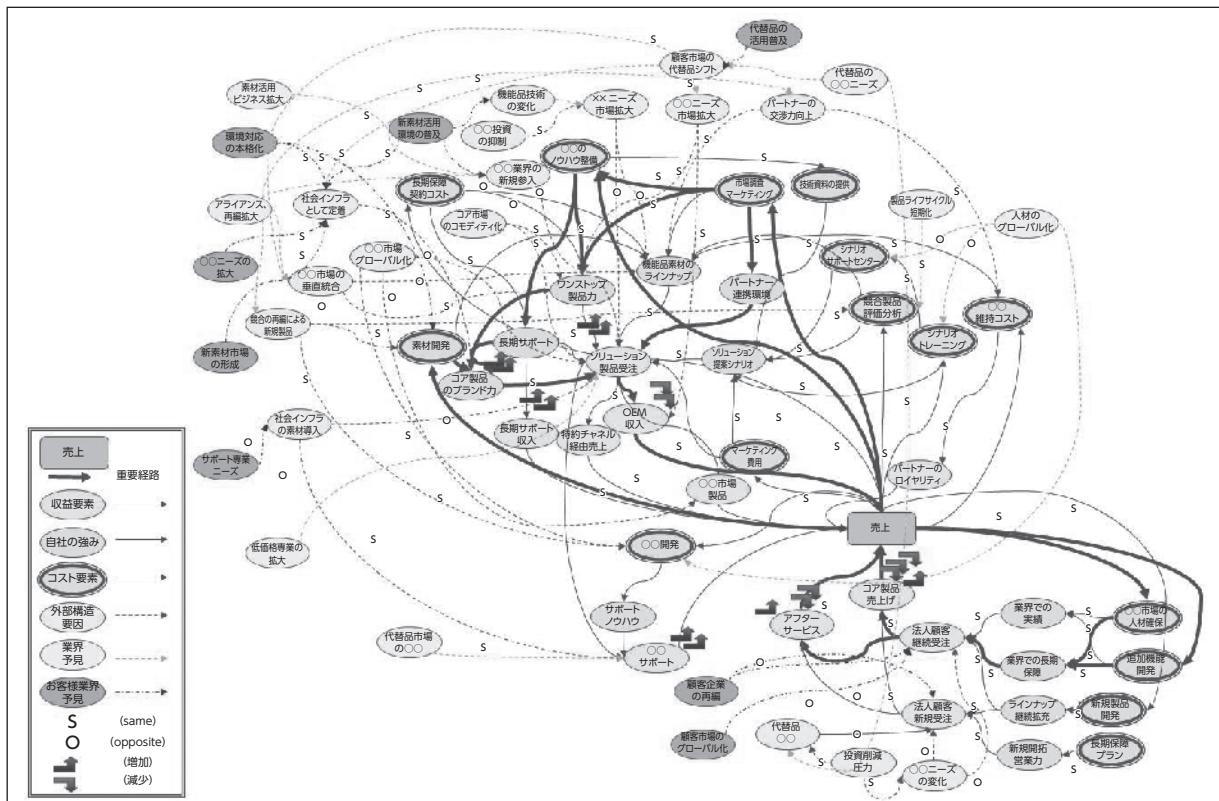 代替品の
活用普及
顧客市場の
代替品シフト
代替品の
○○ニーズ
素材活用
ビジネス拡大
機能品技術
の変化
××ニーズ
市場拡大
○○ニーズ
市場拡大
パートナーの
交渉力向上
環境対応
の本格化
新素材活用
環境の普及
○○投資
の抑制
○○の
ノウハウ整備
○○業界の
新規参入
長期保障
契約コスト
市場調査
マーケティング
技術資料の提供
アライアンス、
再編拡大
社会インフラ
として定着
コア市場
のコモディティ化
製品ライフサイクル
短期化
人材の
グローバル化
○○ニーズの
拡大
○○市場
グローバル化
○○市場の
垂直統合
機能品素材の
ラインナップ
シナリオ
サポートセンター
ワンストップ
製品力
パートナー
連携環境
競合製品
評価分析
○○
維持コスト
競合の再編による
新規製品
新素材市場
の形成
素材開発
長期サポート
ソリューション
製品受注
ソリューション
提案シナリオ
シナリオ
トレーニング
コア製品
のブランド力
社会インフラ
の素材導入
長期サポート
収入
特約チャネル
経由売上
OEM
収入
マーケティング
費用
サポート専業
ニーズ
○○市場
製品
パートナーの
ロイヤリティ
低価格専業の
拡大
○○開発
売上
コア製品
売上げ
サポート
ノウハウ
アフター
サービス
業界での
実績
○○市場の
人材確保
代替品市場
の○○
○○
サポート
法人顧客
継続受注
業界での長期
保障
追加機能
開発
顧客企業
の再編
法人顧客
新規受注
ラインナップ
継続拡充
新規製品
開発
顧客市場の
グローバル化
代替品
○○
投資削減
圧力
○○ニーズ
の変化
新規開拓
営業力
長期保障
プラン
売上
重要経路
収益要素
自社の強み
コスト要素
外部構造
要因
業界
予見
お客様業界
予見
S (same)
O (opposite)
(増加)
(減少)